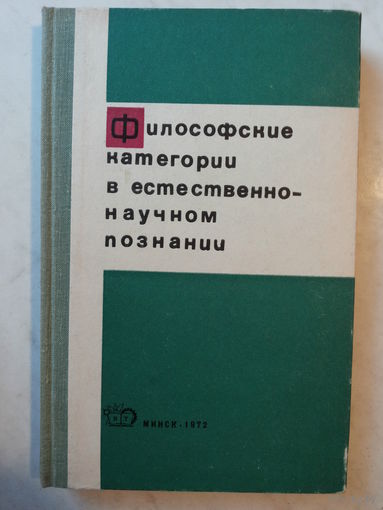 Философские
категории
в естественно-
научном
познании
Н Т
МИНСК·1972